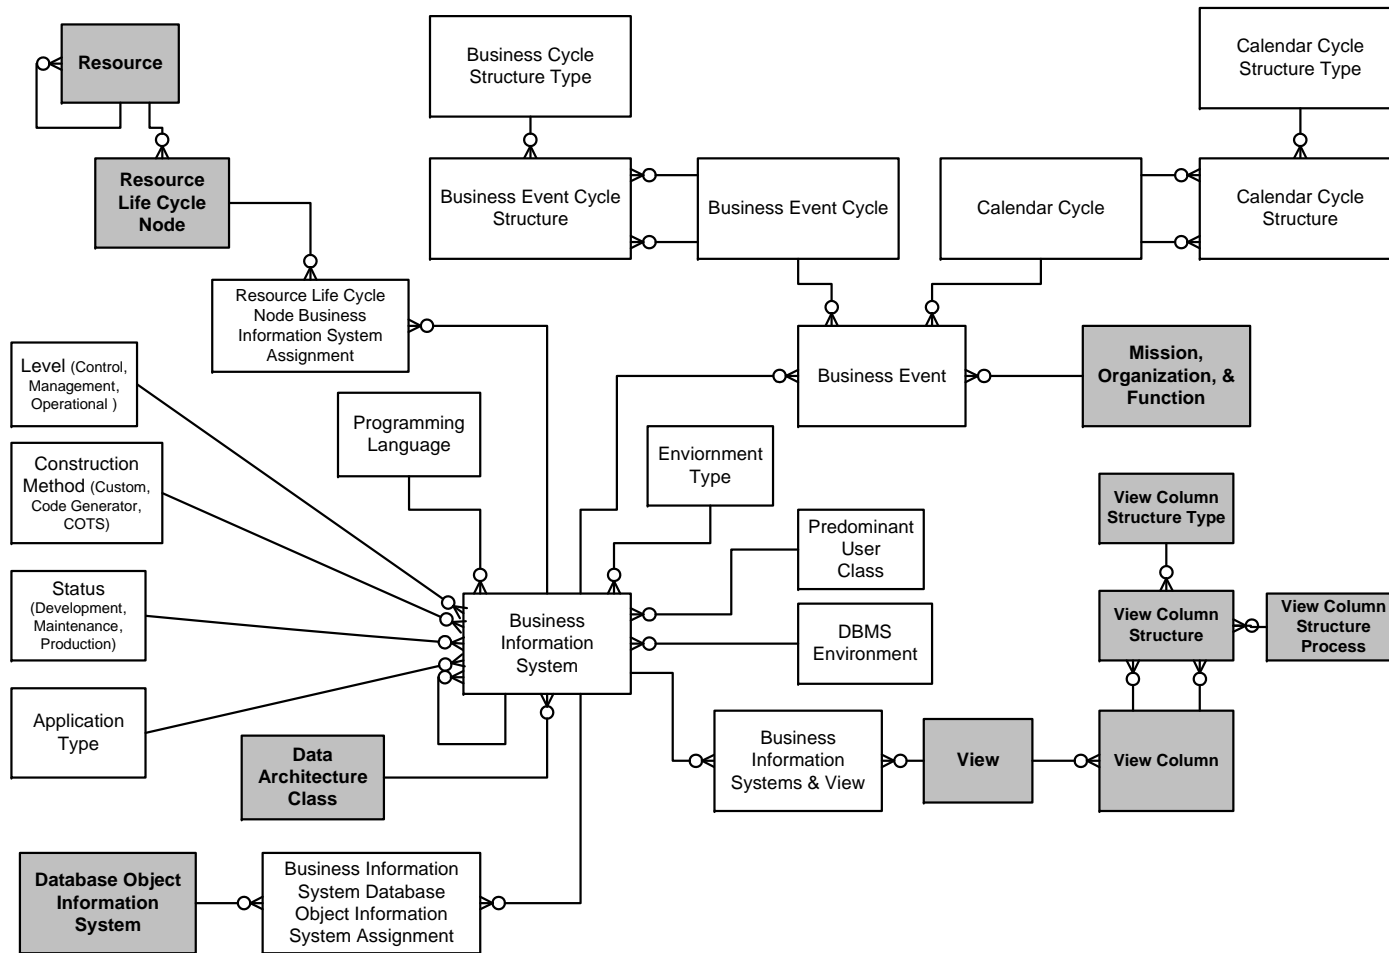 Resource
Business Cycle
Structure Type
Calendar Cycle
Structure Type
Resource
Life Cycle
Node
Business Event Cycle
Structure
Business Event Cycle
Calendar Cycle
Calendar Cycle
Structure
Resource Life Cycle
Node Business
Information System
Assignment
Level (Control,
Management,
Operational )
Programming
Language
Business Event
Mission,
Organization, &
Function
Construction
Method (Custom,
Code Generator,
COTS)
Enviornment
Type
Predominant
User
Class
View Column
Structure Type
Status
(Development,
Maintenance,
Production)
Business
Information
System
DBMS
Environment
View Column
Structure
View Column
Structure
Process
Application
Type
Data
Architecture
Class
Business
Information
Systems & View
View
View Column
Database Object
Information
System
Business Information
System Database
Object Information
System Assignment